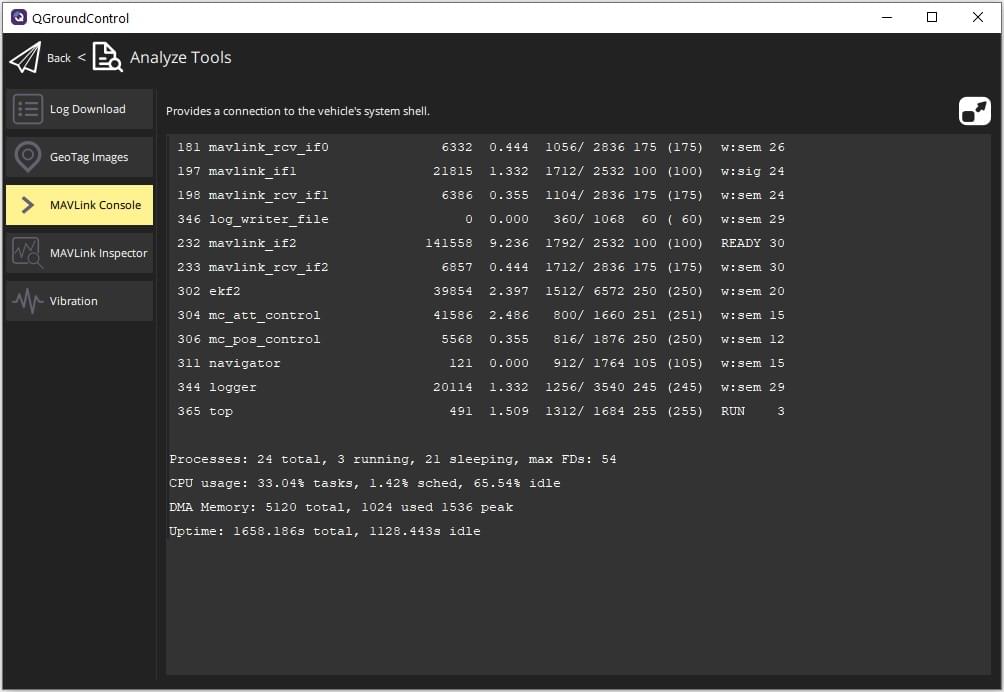 QGroundControl
Back < Analyze Tools
Log Download
GeoTag Images
MAVLink Console
MAVLink Inspector
Vibration
Provides a connection to the vehicle's system shell.
181 mavlink_rcv_if0 6332 0.444 1056/ 2836 175 (175) w:sem 26
197 mavlink_if1 21815 1.332 1712/ 2532 100 (100) w:sig 24
198 mavlink_rcv_if1 6386 0.355 1104/ 2836 175 (175) w:sem 24
346 log_writer_file 0 0.000 360/ 1068 60 ( 60) w:sem 29
232 mavlink_if2 141558 9.236 1792/ 2532 100 (100) READY 30
233 mavlink_rcv_if2 6857 0.444 1712/ 2836 175 (175) w:sem 30
302 ekf2 39854 2.397 1512/ 6572 250 (250) w:sem 20
304 mc_att_control 41586 2.486 800/ 1660 251 (251) w:sem 15
306 mc_pos_control 5568 0.355 816/ 1876 250 (250) w:sem 12
311 navigator 121 0.000 912/ 1764 105 (105) w:sem 15
344 logger 20114 1.332 1256/ 3540 245 (245) w:sem 29
365 top 491 1.509 1312/ 1684 255 (255) RUN 3
Processes: 24 total, 3 running, 21 sleeping, max FDs: 54
CPU usage: 33.04% tasks, 1.42% sched, 65.54% idle
DMA Memory: 5120 total, 1024 used 1536 peak
Uptime: 1658.186s total, 1128.443s idle